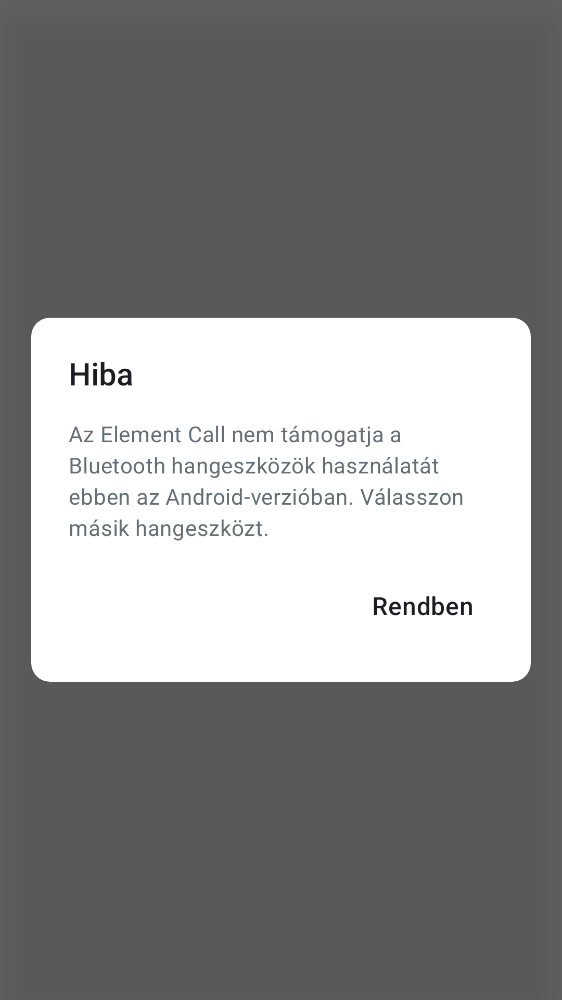 Hiba
Az Element Call nem támogatja a
Bluetooth hangeszközök használatát
ebben az Android-verzióban. Válasszon
másik hangeszközt.
Rendben